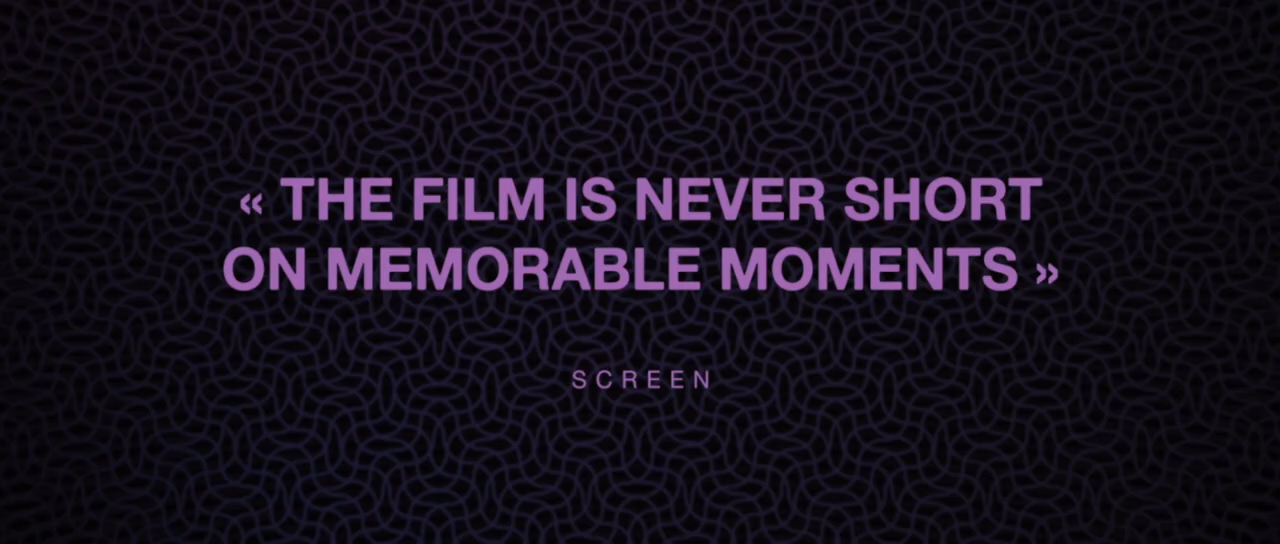 « THE FILM IS NEVER SHORT
ON MEMORABLE MOMENTS »
SCREEN